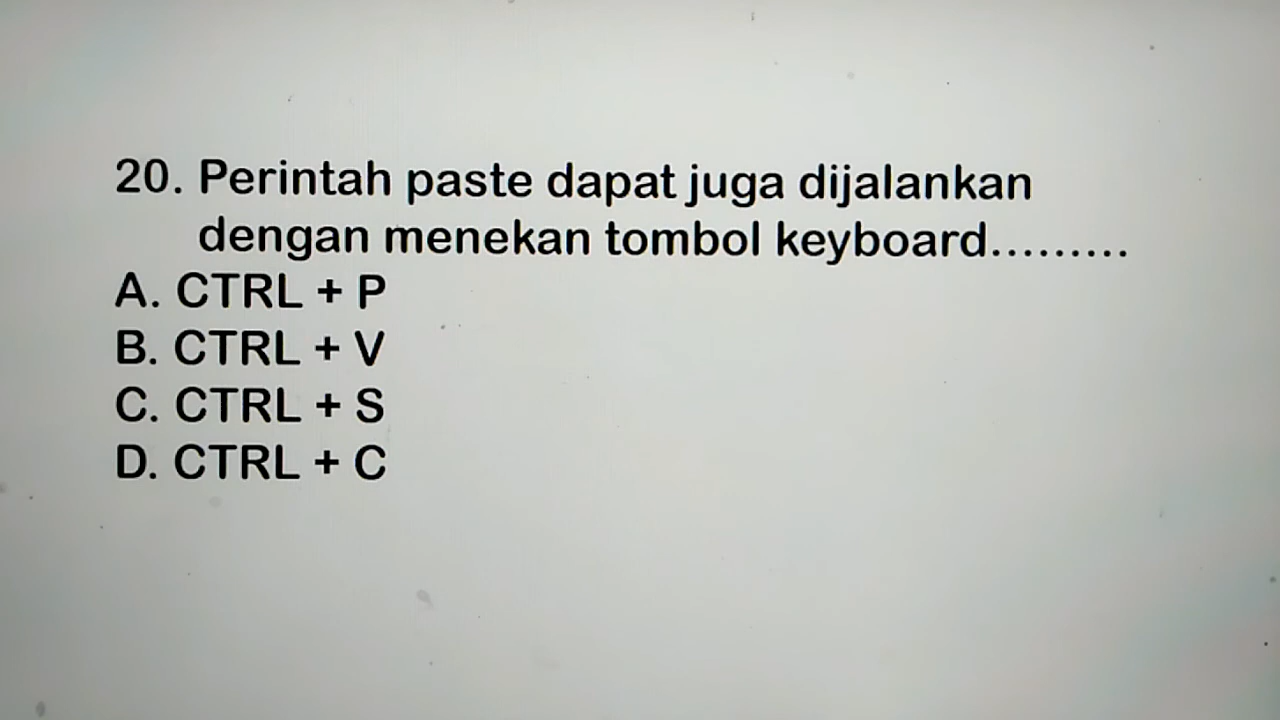 20. Perintah paste dapat juga dijalankan
dengan menekan tombol keyboard.........
A. CTRL + P
B. CTRL + V
C. CTRL + S
D. CTRL + C